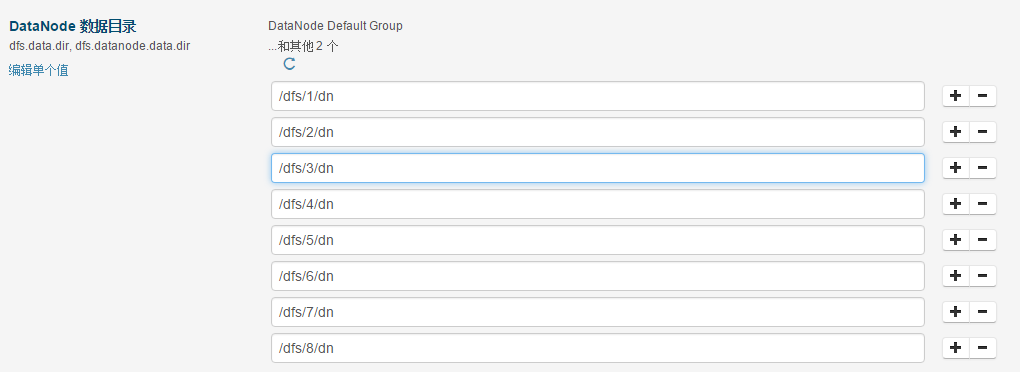 DataNode 数据目录
dfs.data.dir, dfs.datanode.data.dir
编辑单个值
DataNode Default Group
...和其他 2 个
/dfs/1/dn
/dfs/2/dn
/dfs/3/dn
/dfs/4/dn
/dfs/5/dn
/dfs/6/dn
/dfs/7/dn
/dfs/8/dn